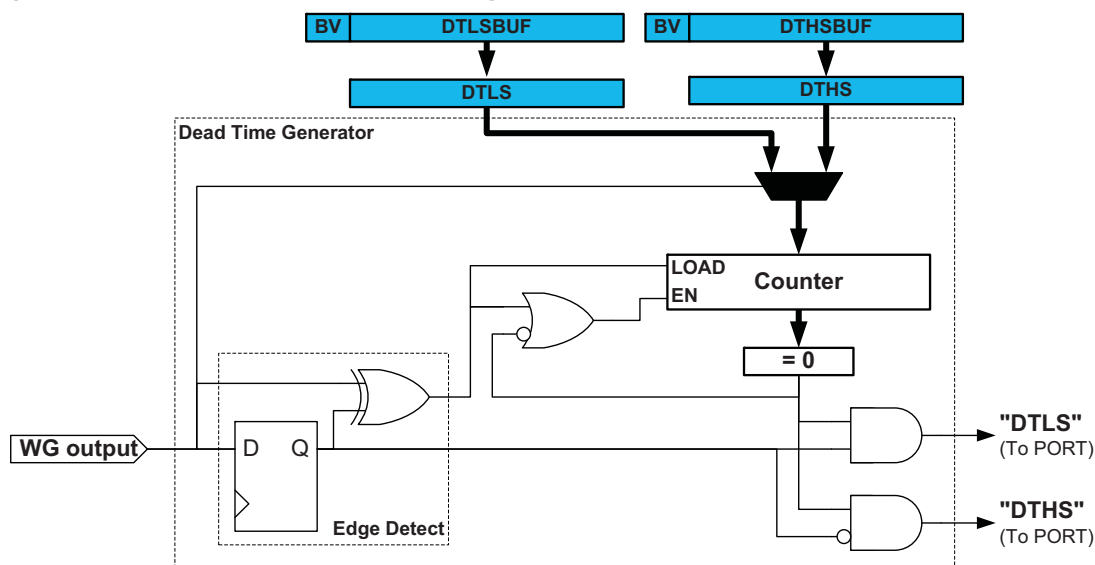 BV DTLSBUF BV DTHSBUF
DTLS DTHS
Dead Time Generator
LOAD
Counter
EN
= 0
"DTLS"
(To PORT)
WG output
D Q
Edge Detect
"DTHS"
(To PORT)